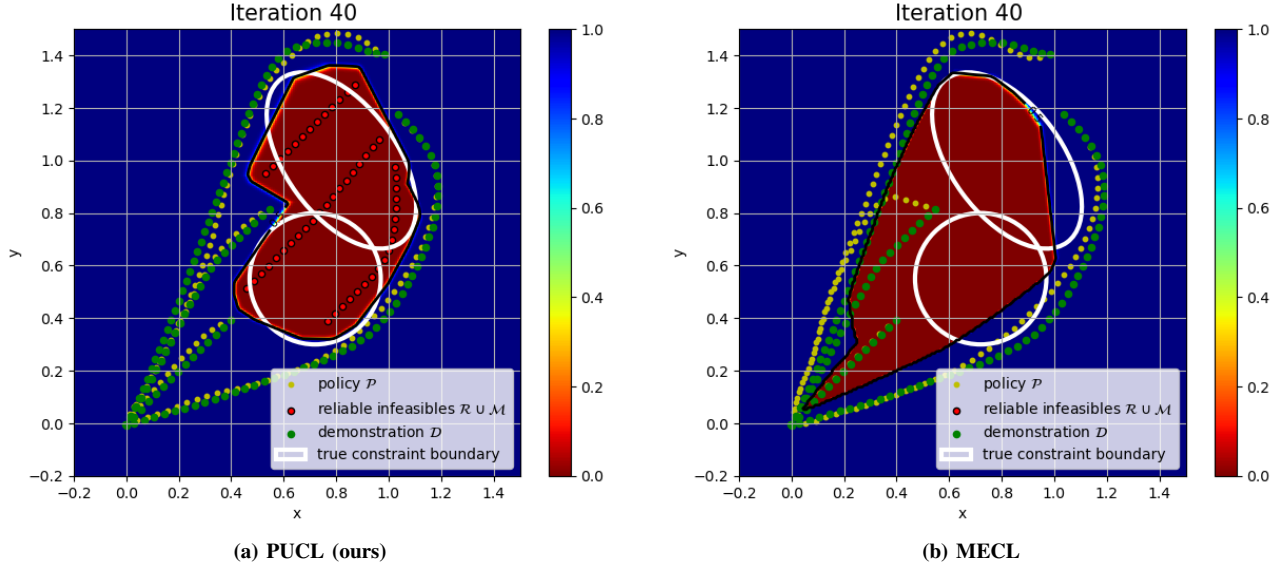 Iteration 40
1.4
1.2
1.0
0.8
0.6
0.4
0.2
0.0
−0.2
y
−0.2 0.0 0.2 0.4 0.6 0.8 1.0 1.2 1.4
x
policy 𝒫
reliable infeasibles ℛ ∪ ℳ
demonstration 𝒟
true constraint boundary
1.0
0.8
0.6
0.4
0.2
0.0
(a) PUCL (ours)
Iteration 40
1.4
1.2
1.0
0.8
0.6
0.4
0.2
0.0
−0.2
y
−0.2 0.0 0.2 0.4 0.6 0.8 1.0 1.2 1.4
x
policy 𝒫
reliable infeasibles ℛ ∪ ℳ
demonstration 𝒟
true constraint boundary
1.0
0.8
0.6
0.4
0.2
0.0
(b) MECL